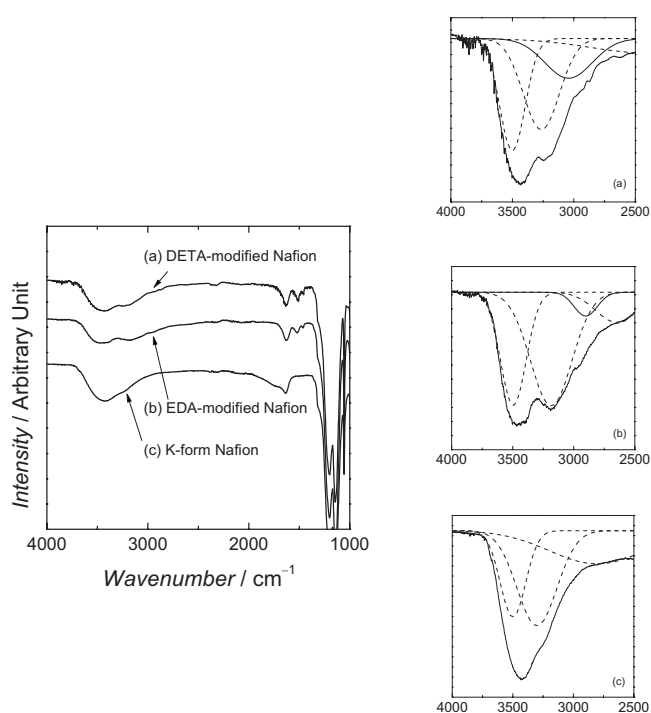 (a) DETA-modified Nafion
(b) EDA-modified Nafion
(c) K-form Nafion
Intensity / Arbitrary Unit
4000 3000 2000 1000
Wavenumber / cm⁻¹
(a)
4000 3500 3000 2500
(b)
4000 3500 3000 2500
(c)
4000 3500 3000 2500